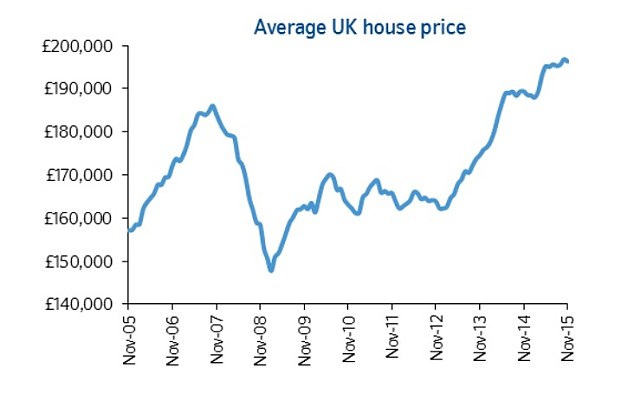 Average UK house price
£200,000
£190,000
£180,000
£170,000
£160,000
£150,000
£140,000
Nov-05
Nov-06
Nov-07
Nov-08
Nov-09
Nov-10
Nov-11
Nov-12
Nov-13
Nov-14
Nov-15